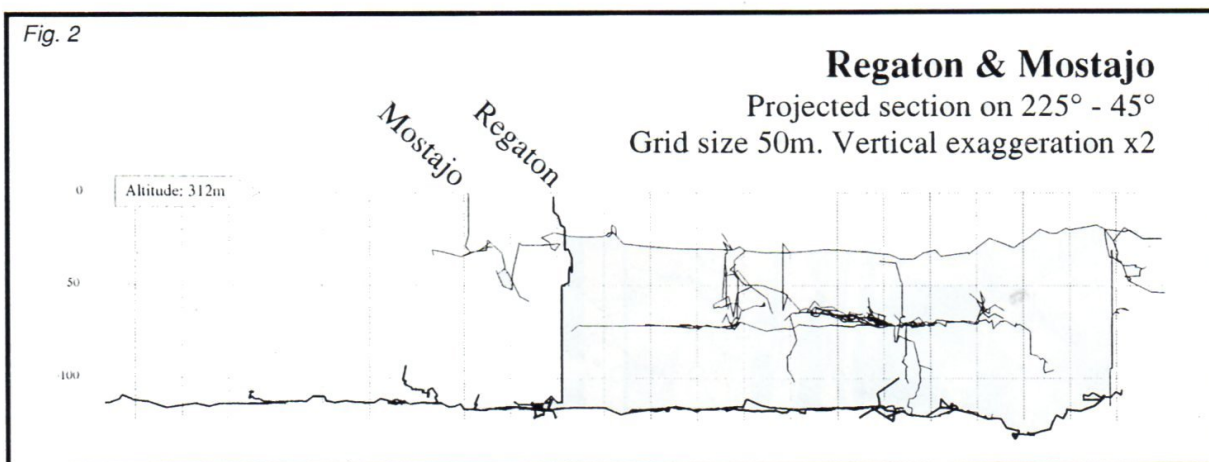 Fig. 2
Regaton & Mostajo
Projected section on 225° - 45°
Grid size 50m. Vertical exaggeration x2
Mostajo
Regaton
0
Altitude: 312m
50
-100